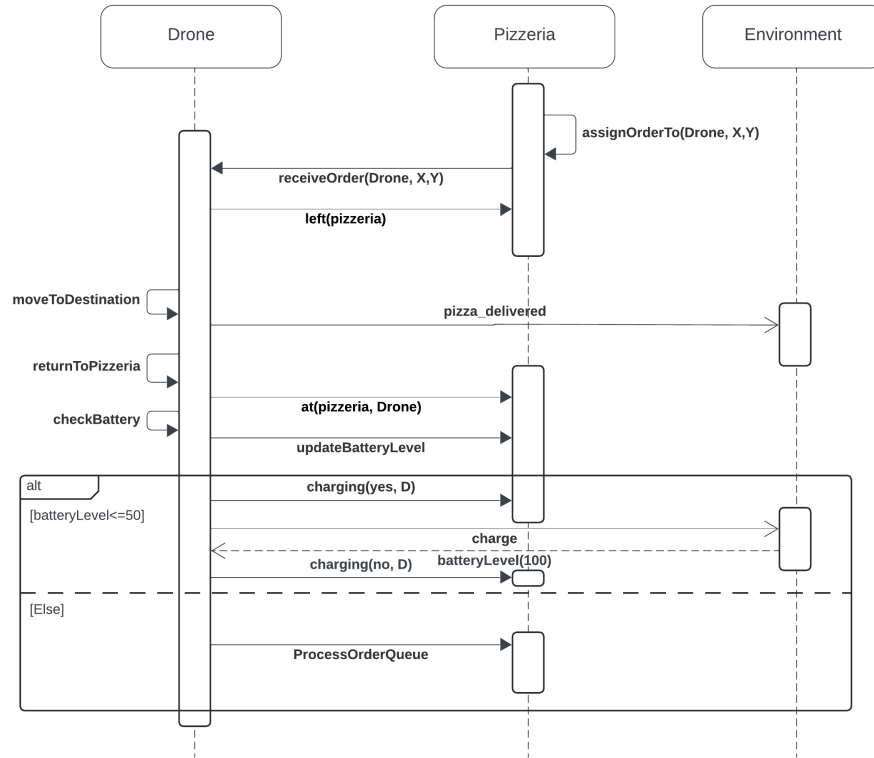 Drone
Pizzeria
Environment
assignOrderTo(Drone, X,Y)
receiveOrder(Drone, X,Y)
left(pizzeria)
moveToDestination
pizza_delivered
returnToPizzeria
at(pizzeria, Drone)
checkBattery
updateBatteryLevel
alt
charging(yes, D)
[batteryLevel<=50]
charge
batteryLevel(100)
charging(no, D)
[Else]
ProcessOrderQueue